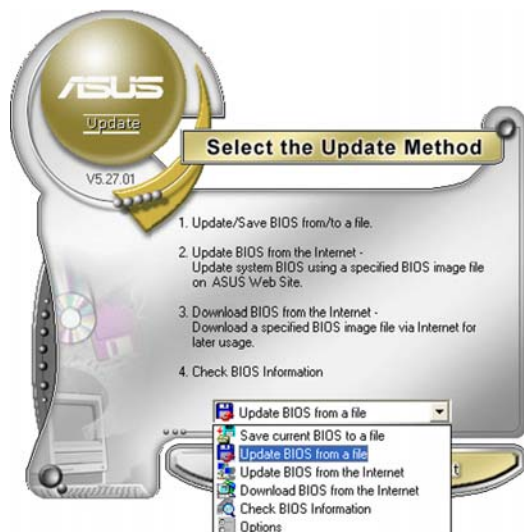 ASUS
Update
V5.27.01
Select the Update Method
1. Update/Save BIOS from/to a file.
2. Update BIOS from the Internet -
Update system BIOS using a specified BIOS image file
on ASUS Web Site.
3. Download BIOS from the Internet -
Download a specified BIOS image file via Internet for
later usage.
4. Check BIOS Information
Update BIOS from a file
Save current BIOS to a file
Update BIOS from a file
Update BIOS from the Internet
Download BIOS from the Internet
Check BIOS Information
Options